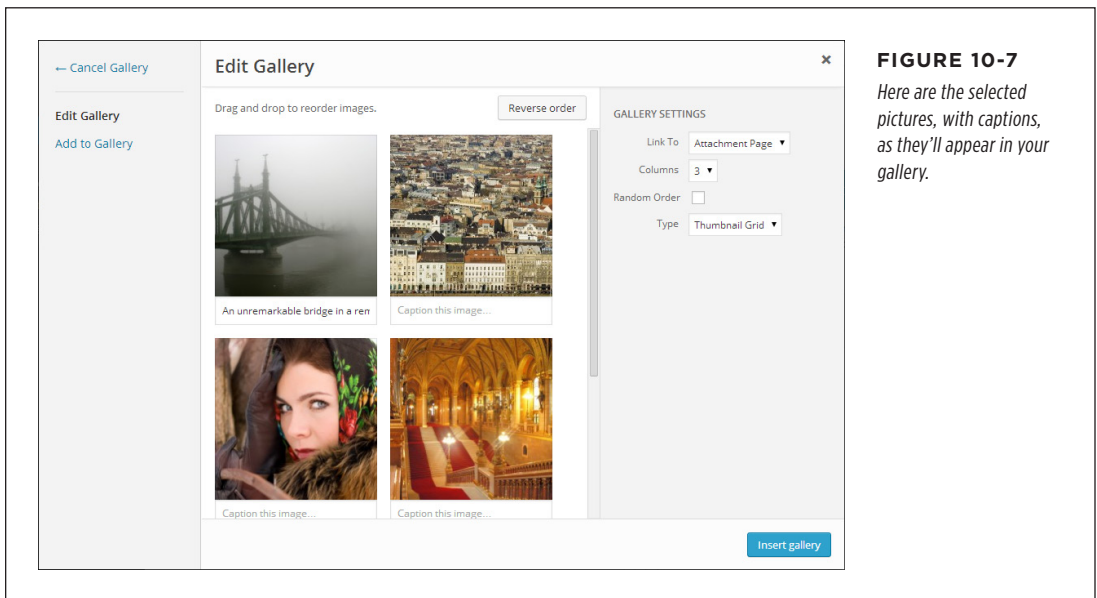 ← Cancel Gallery
Edit Gallery
Add to Gallery
Edit Gallery
×
Drag and drop to reorder images.
Reverse order
An unremarkable bridge in a
Caption this image...
Caption this image...
Caption this image...
GALLERY SETTINGS
Link To Attachment Page ▼
Columns 3 ▼
Random Order
Type Thumbnail Grid ▼
Insert gallery
FIGURE 10-7
Here are the selected
pictures, with captions,
as they'll appear in your
gallery.